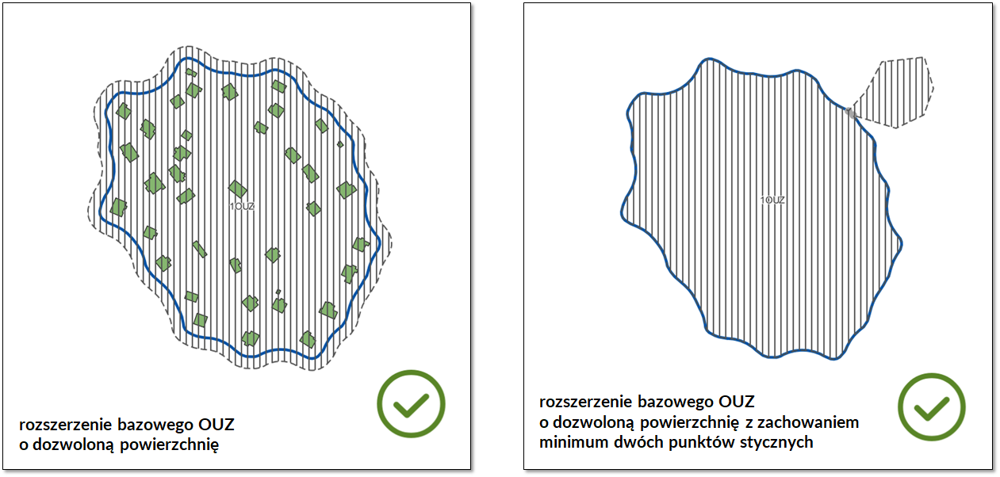 1OUZ
rozszerzenie bazowego OUZ
o dozwoloną powierzchnię
1OUZ
rozszerzenie bazowego OUZ
o dozwoloną powierzchnię z zachowaniem
minimum dwóch punktów stycznych